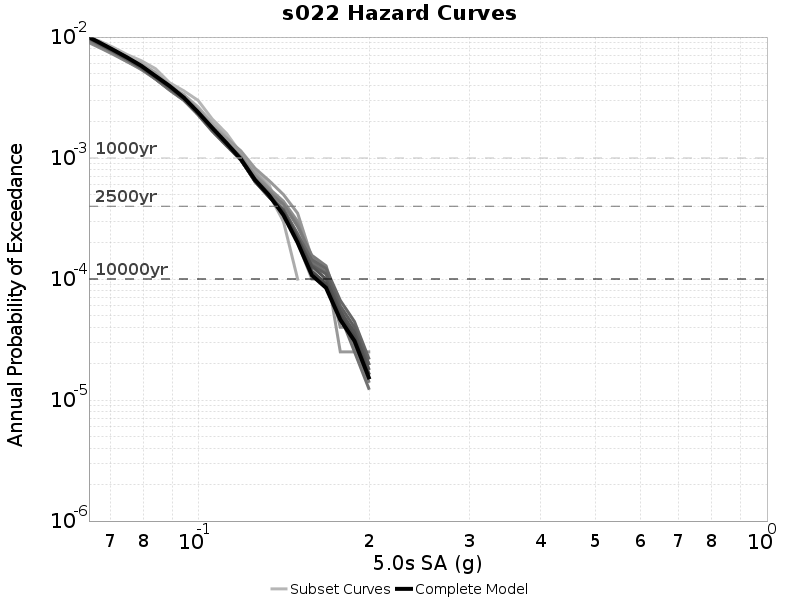 s022 Hazard Curves
Annual Probability of Exceedance
10-2
10-3
10-4
10-5
10-6
1000yr
2500yr
10000yr
7 8 10-1 2 3 4 5 6 7 8 100
5.0s SA (g)
Subset Curves Complete Model